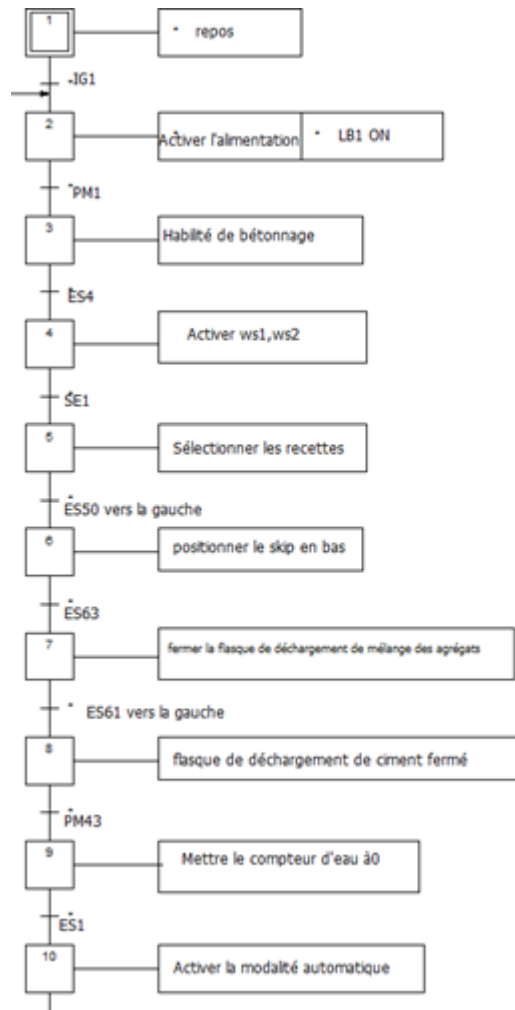 1
repos
IG1
2
Activer l'alimentation
LB1 ON
PM1
3
Habilité de bétonnage
ES4
4
Activer ws1,ws2
SE1
5
Sélectionner les recettes
ES50 vers la gauche
6
positionner le skip en bas
ES63
7
fermer la flasque de déchargement de mélange des agrégats
ES61 vers la gauche
8
flasque de déchargement de ciment fermé
PM43
9
Mettre le compteur d'eau à0
ES1
10
Activer la modalité automatique